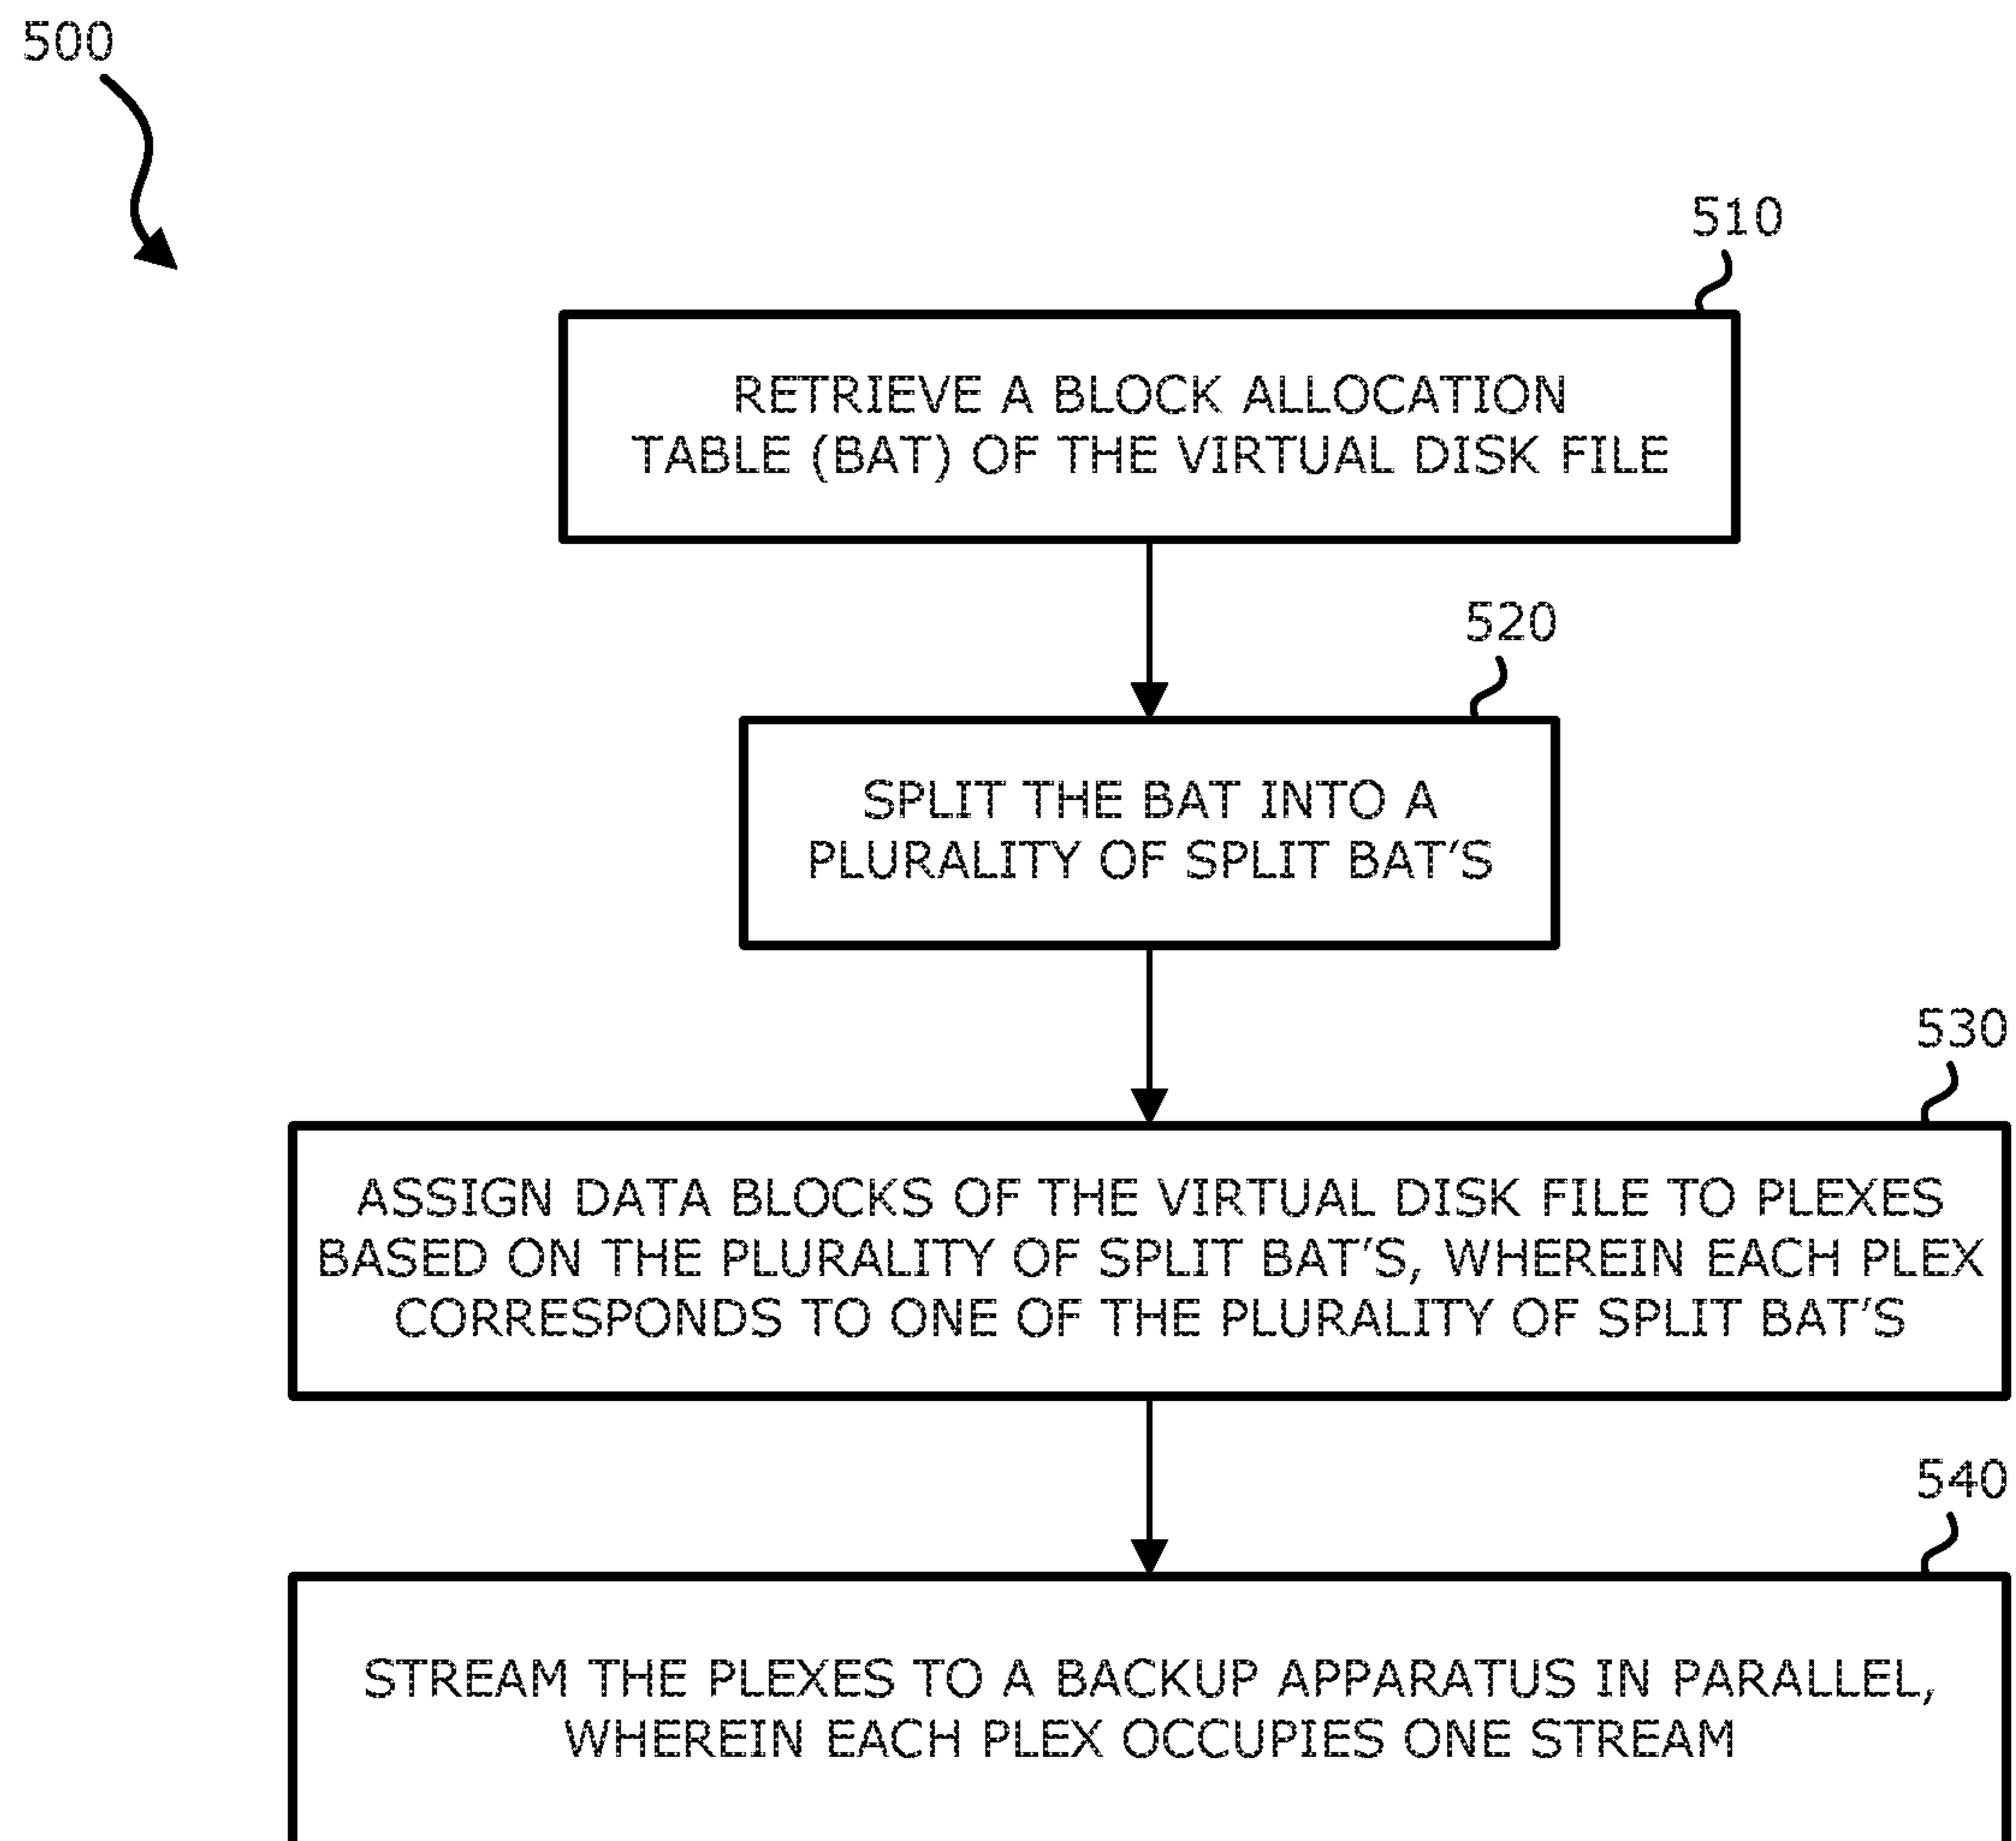 500
510
RETRIEVE A BLOCK ALLOCATION
TABLE (BAT) OF THE VIRTUAL DISK FILE
520
SPLIT THE BAT INTO A
PLURALITY OF SPLIT BAT’S
530
ASSIGN DATA BLOCKS OF THE VIRTUAL DISK FILE TO PLEXES
BASED ON THE PLURALITY OF SPLIT BAT’S, WHEREIN EACH PLEX
CORRESPONDS TO ONE OF THE PLURALITY OF SPLIT BAT’S
540
STREAM THE PLEXES TO A BACKUP APPARATUS IN PARALLEL,
WHEREIN EACH PLEX OCCUPIES ONE STREAM